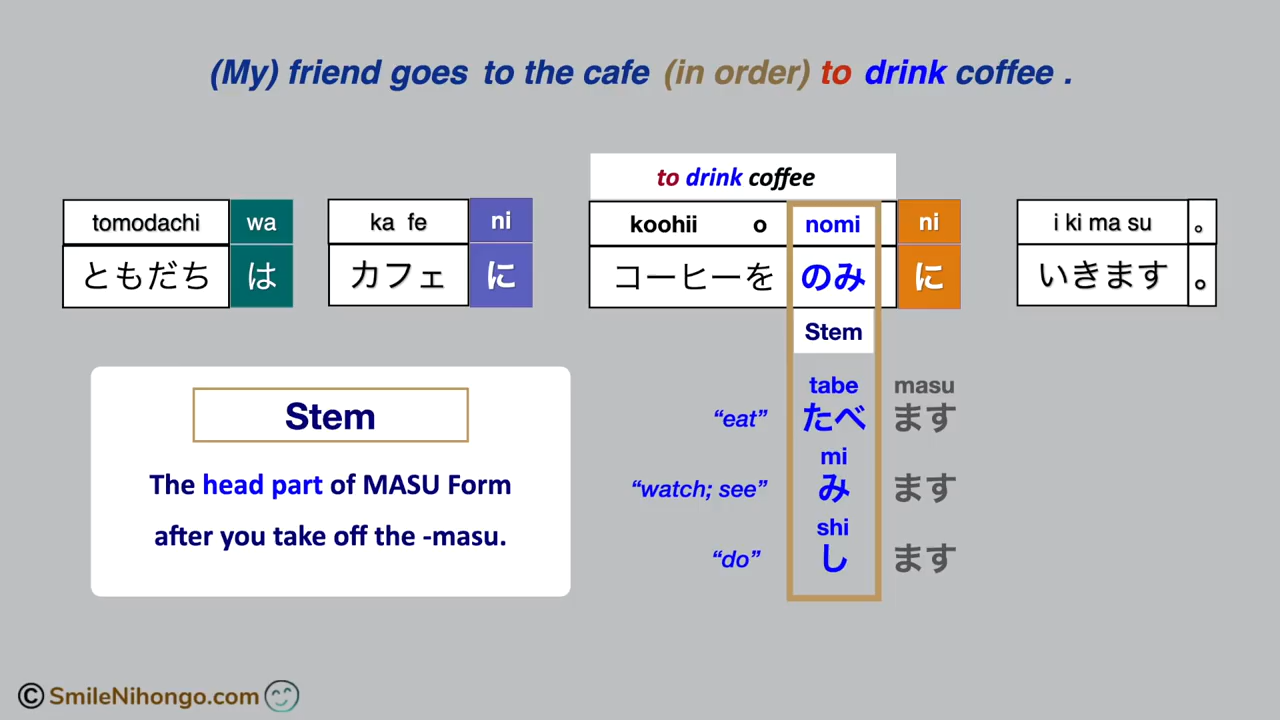 (My) friend goes to the cafe (in order) to drink coffee .
to drink coffee
tomodachi wa ka fe ni koohii o nomi ni i ki ma su 。
ともだち は カフェ に コーヒーを のみ に いきます 。
Stem
tabe masu
“eat” たべ ます
mi
“watch; see” み ます
shi
“do” し ます
Stem
The head part of MASU Form
after you take off the -masu.
© SmileNihongo.com